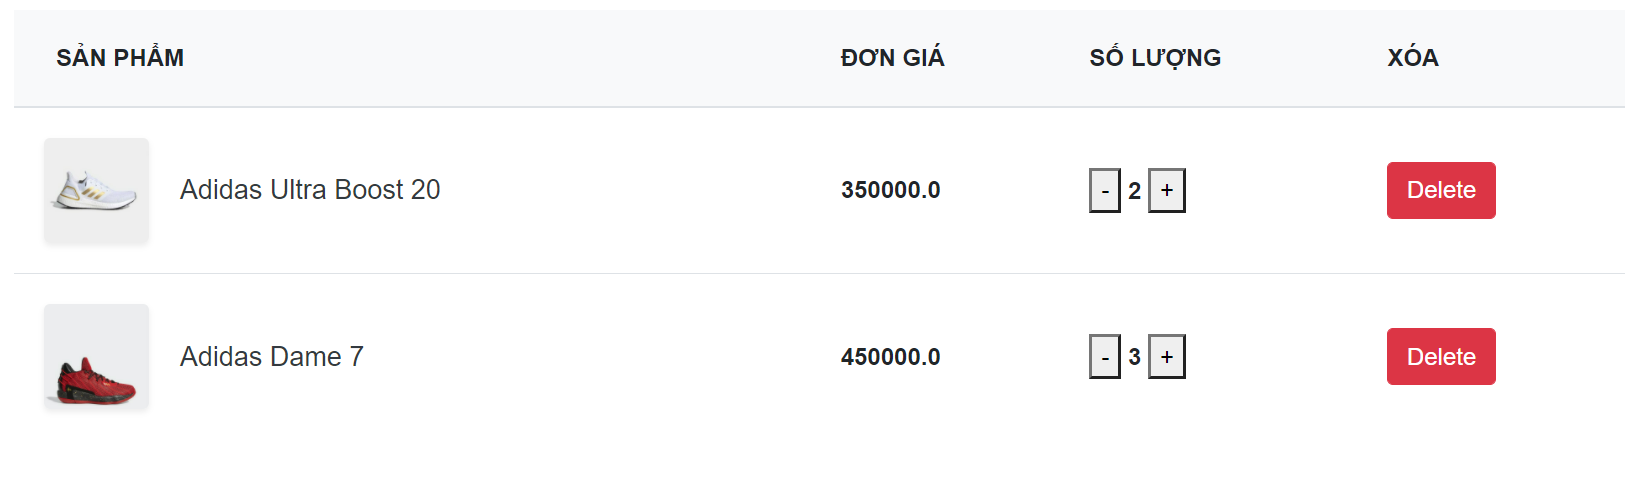 SẢN PHẨM ĐƠN GIÁ SỐ LƯỢNG XÓA
Adidas Ultra Boost 20 350000.0 - 2 + Delete
Adidas Dame 7 450000.0 - 3 + Delete